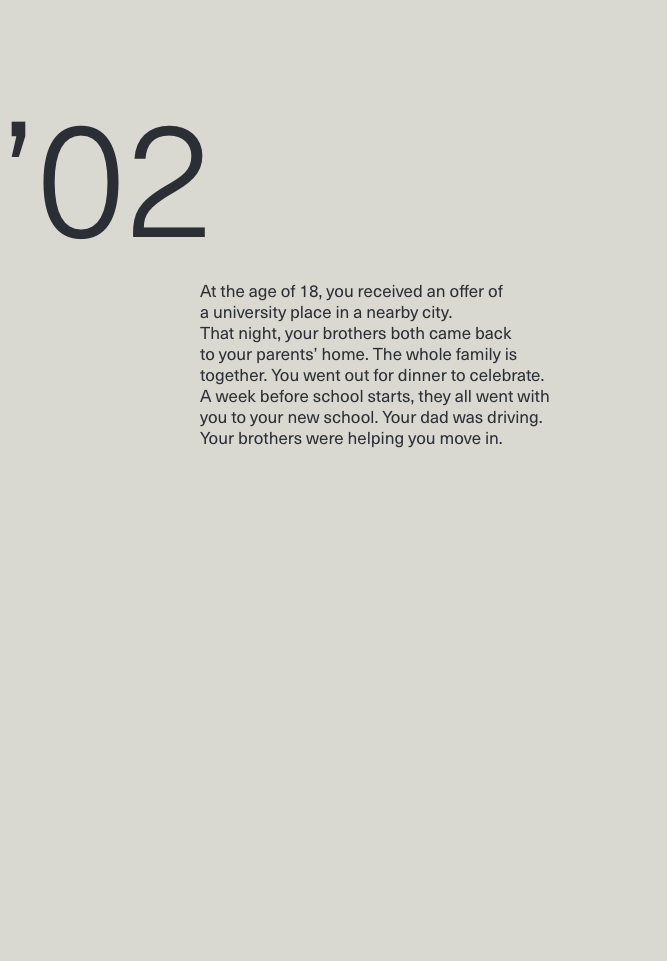 ’02
At the age of 18, you received an offer of
a university place in a nearby city.
That night, your brothers both came back
to your parents’ home. The whole family is
together. You went out for dinner to celebrate.
A week before school starts, they all went with
you to your new school. Your dad was driving.
Your brothers were helping you move in.